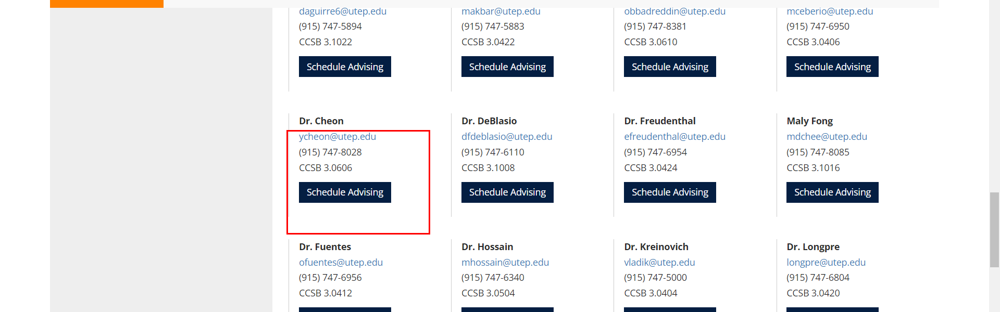 daguirre6@utep.edu
(915) 747-5894
CCSB 3.1022
Schedule Advising
makbar@utep.edu
(915) 747-5883
CCSB 3.0422
Schedule Advising
obbadreddin@utep.edu
(915) 747-8381
CCSB 3.0610
Schedule Advising
mceberio@utep.edu
(915) 747-6950
CCSB 3.0406
Schedule Advising
Dr. Cheon
ycheon@utep.edu
(915) 747-8028
CCSB 3.0606
Schedule Advising
Dr. DeBlasio
dfdeblasio@utep.edu
(915) 747-6110
CCSB 3.1008
Schedule Advising
Dr. Freudenthal
efreudenthal@utep.edu
(915) 747-6954
CCSB 3.0424
Schedule Advising
Maly Fong
mdchee@utep.edu
(915) 747-8085
CCSB 3.1016
Schedule Advising
Dr. Fuentes
ofuentes@utep.edu
(915) 747-6956
CCSB 3.0412
Dr. Hossain
mhossain@utep.edu
(915) 747-6340
CCSB 3.0504
Dr. Kreinovich
vladik@utep.edu
(915) 747-5000
CCSB 3.0404
Dr. Longpre
longpre@utep.edu
(915) 747-6804
CCSB 3.0420